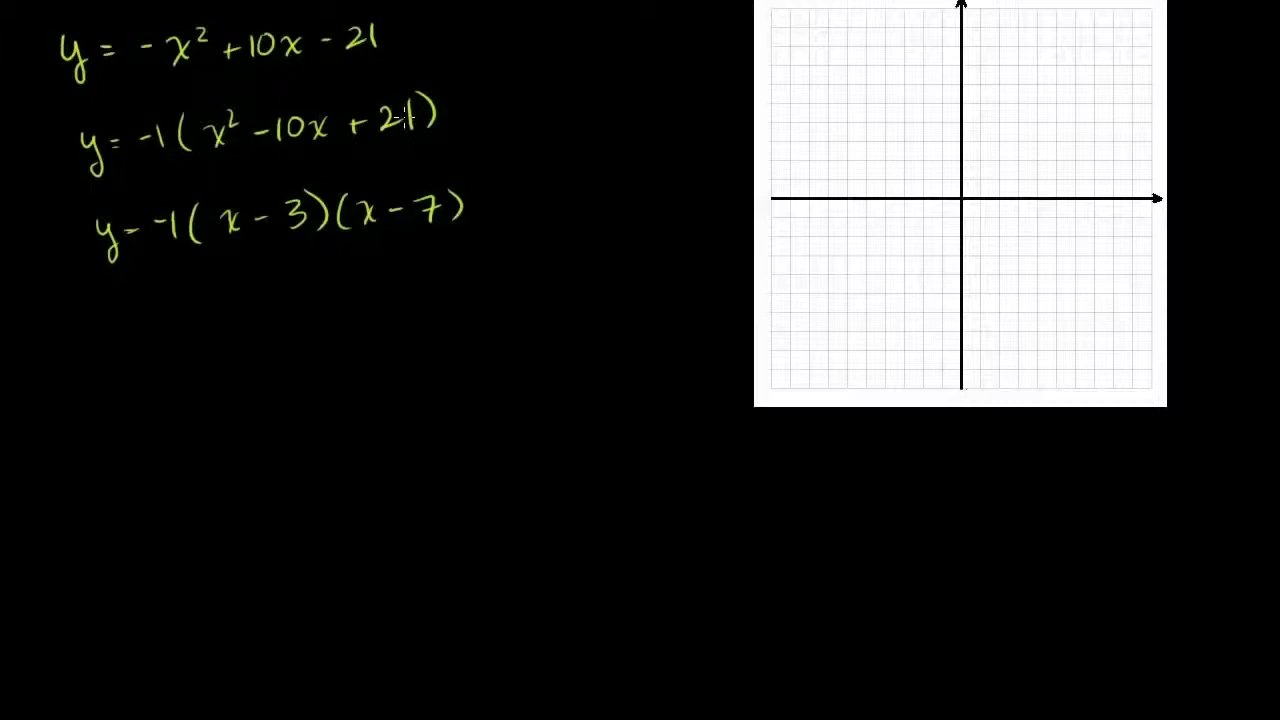 y = -x² + 10x - 21
y = -1(x² - 10x + 21)
y = -1(x - 3)(x - 7)